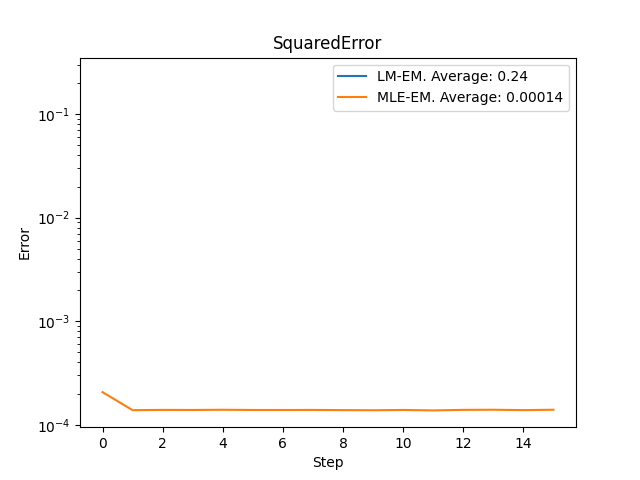 SquaredError
LM-EM. Average: 0.24
MLE-EM. Average: 0.00014
10⁻¹
10⁻²
10⁻³
10⁻⁴
Error
0 2 4 6 8 10 12 14
Step